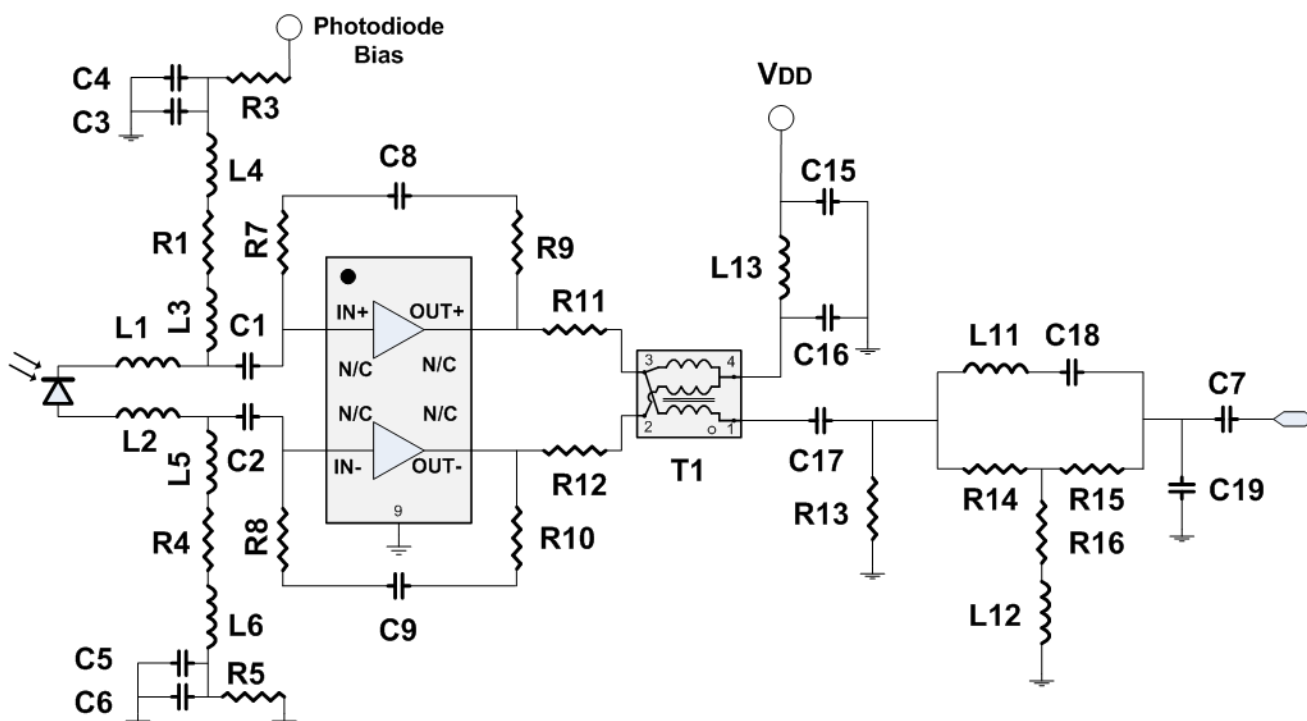 Photodiode
Bias
C4
C3
R3
VDD
C8
C15
L4
R1
R7
R9
L13
R11
L3
L1
C1
IN+
OUT+
C16
L11
C18
N/C
N/C
3
4
C7
N/C
N/C
2
1
L2
L5
C2
IN-
OUT-
R12
T1
C17
R14
R15
C19
R13
9
R4
R8
R10
R16
L6
C9
L12
C5
R5
C6